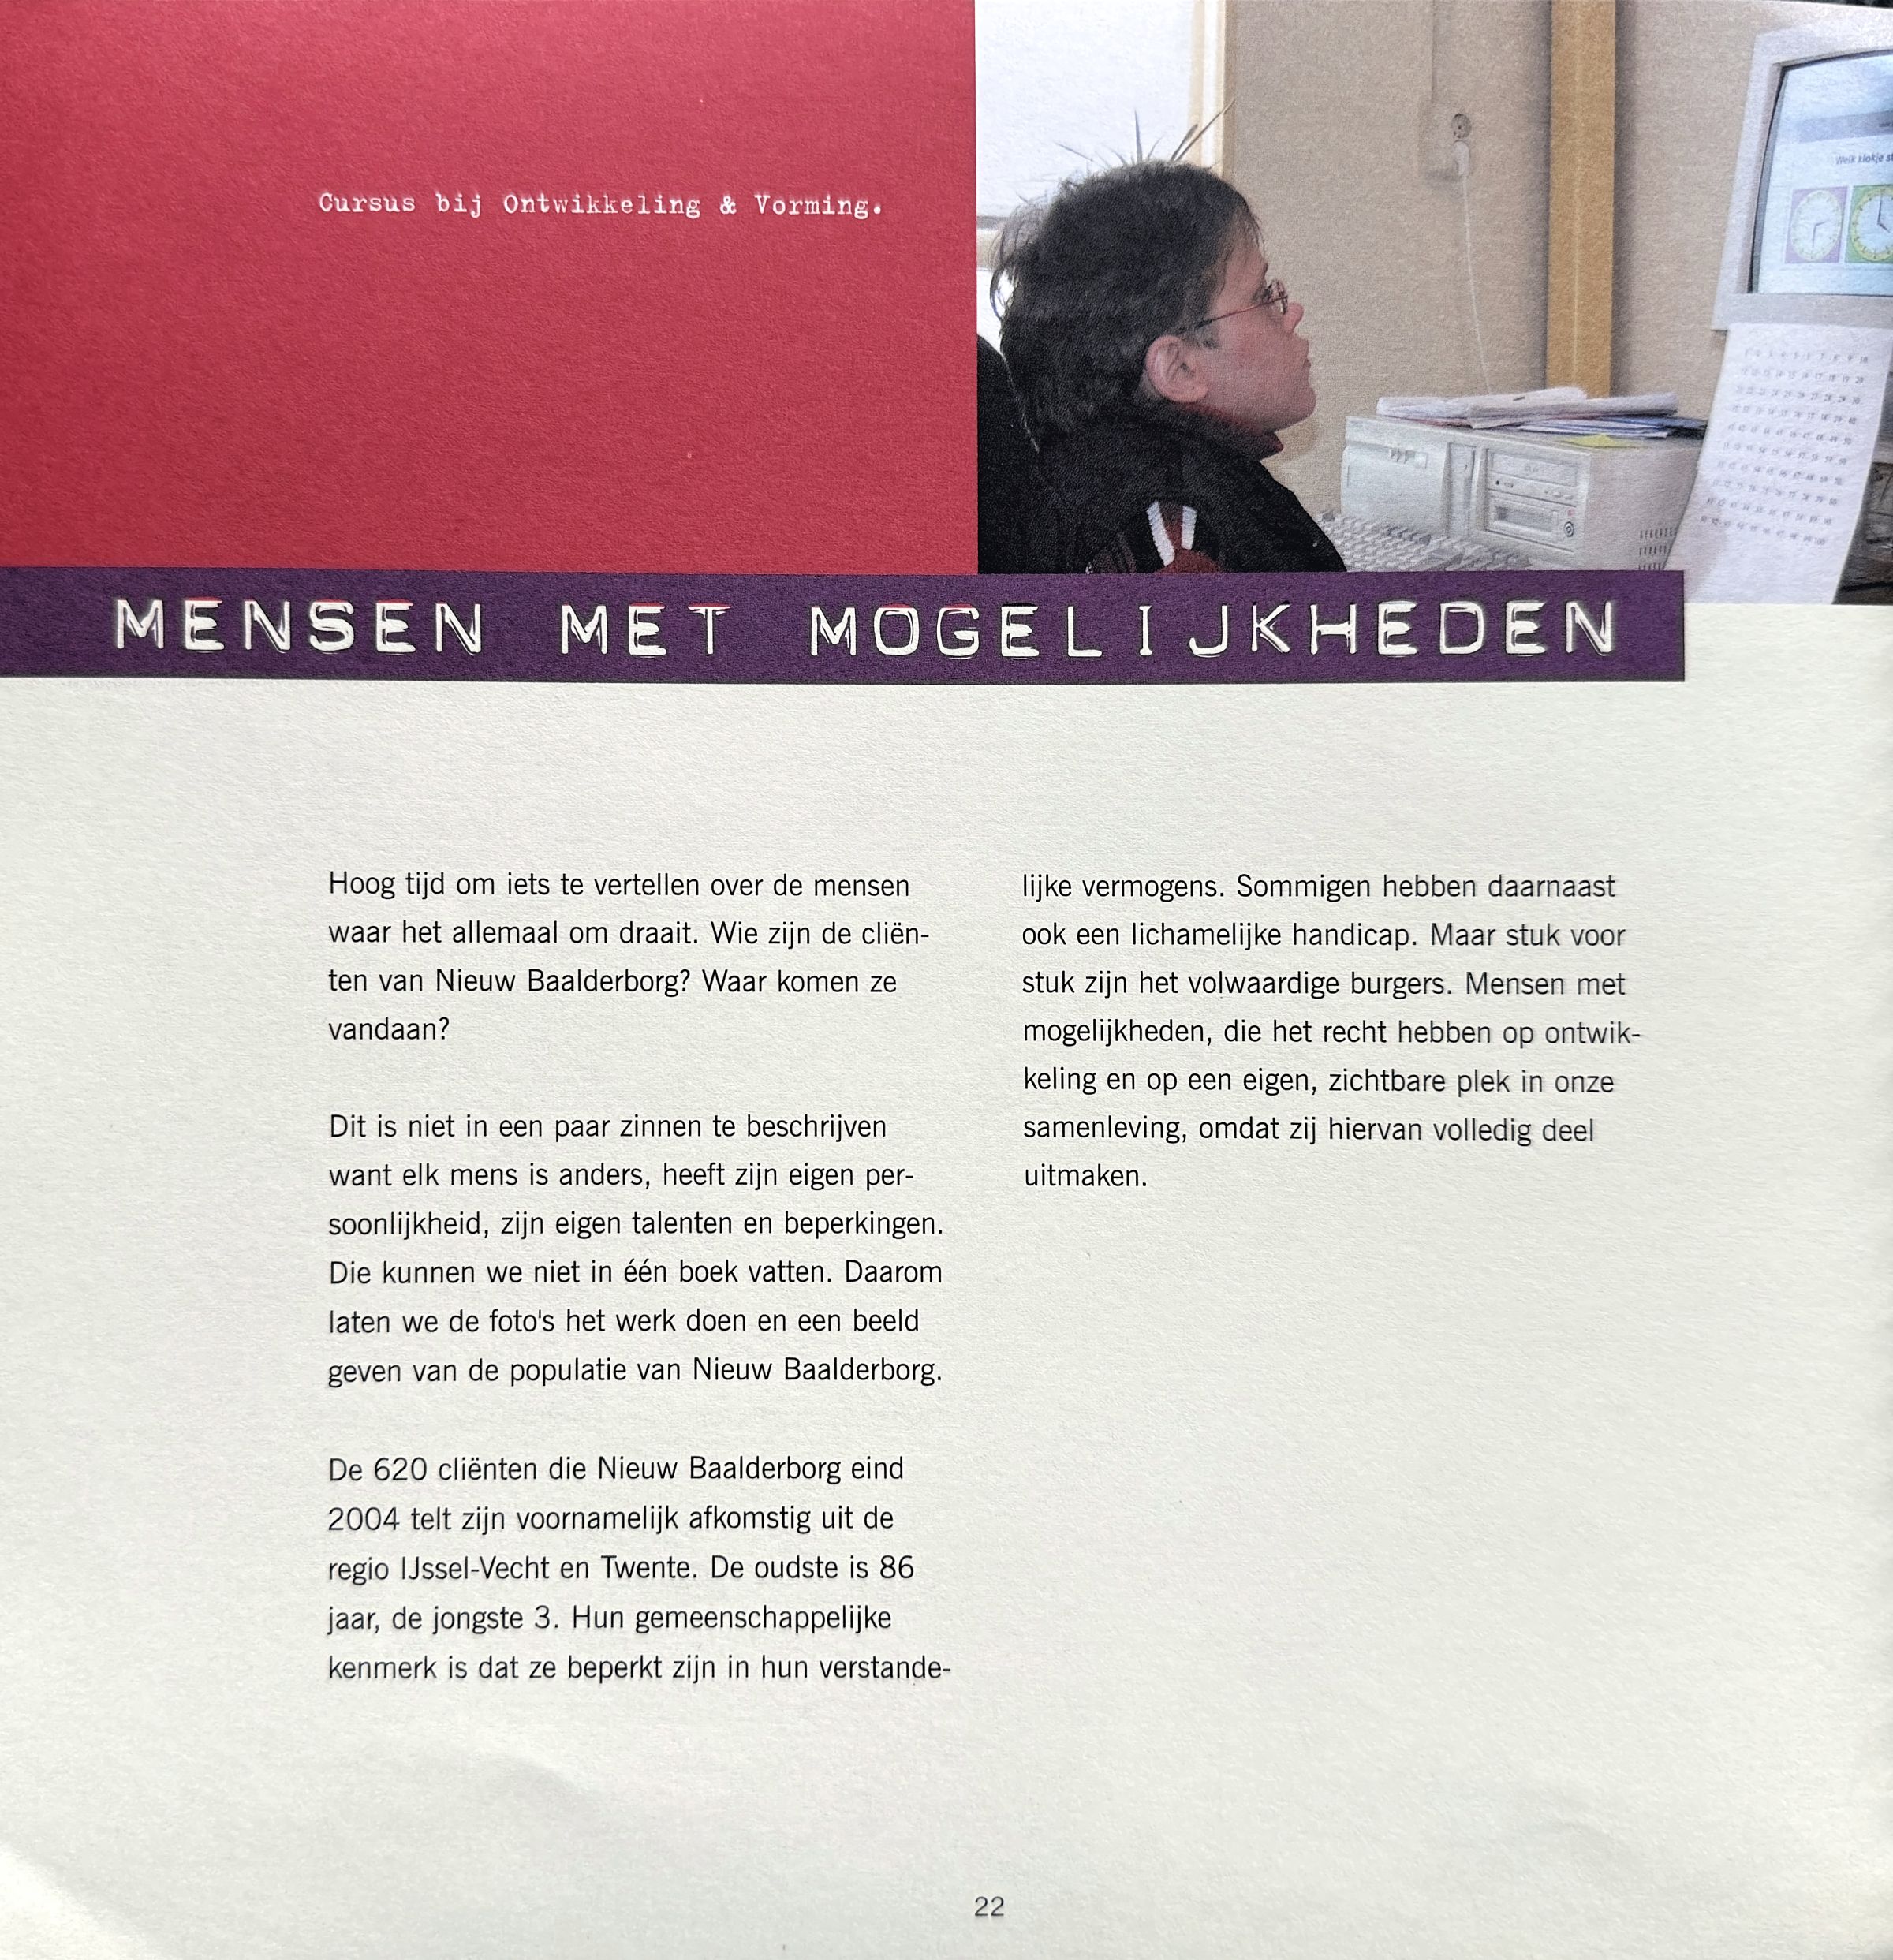 Cursus bij Ontwikkeling & Vorming.
Welk klokje
MENSEN MET MOGELIJKHEDEN
Hoog tijd om iets te vertellen over de mensen
waar het allemaal om draait. Wie zijn de cliën-
ten van Nieuw Baalderborg? Waar komen ze
vandaan?
Dit is niet in een paar zinnen te beschrijven
want elk mens is anders, heeft zijn eigen per-
soonlijkheid, zijn eigen talenten en beperkingen.
Die kunnen we niet in één boek vatten. Daarom
laten we de foto's het werk doen en een beeld
geven van de populatie van Nieuw Baalderborg.
De 620 cliënten die Nieuw Baalderborg eind
2004 telt zijn voornamelijk afkomstig uit de
regio IJssel-Vecht en Twente. De oudste is 86
jaar, de jongste 3. Hun gemeenschappelijke
kenmerk is dat ze beperkt zijn in hun verstande-
lijke vermogens. Sommigen hebben daarnaast
ook een lichamelijke handicap. Maar stuk voor
stuk zijn het volwaardige burgers. Mensen met
mogelijkheden, die het recht hebben op ontwik-
keling en op een eigen, zichtbare plek in onze
samenleving, omdat zij hiervan volledig deel
uitmaken.
22